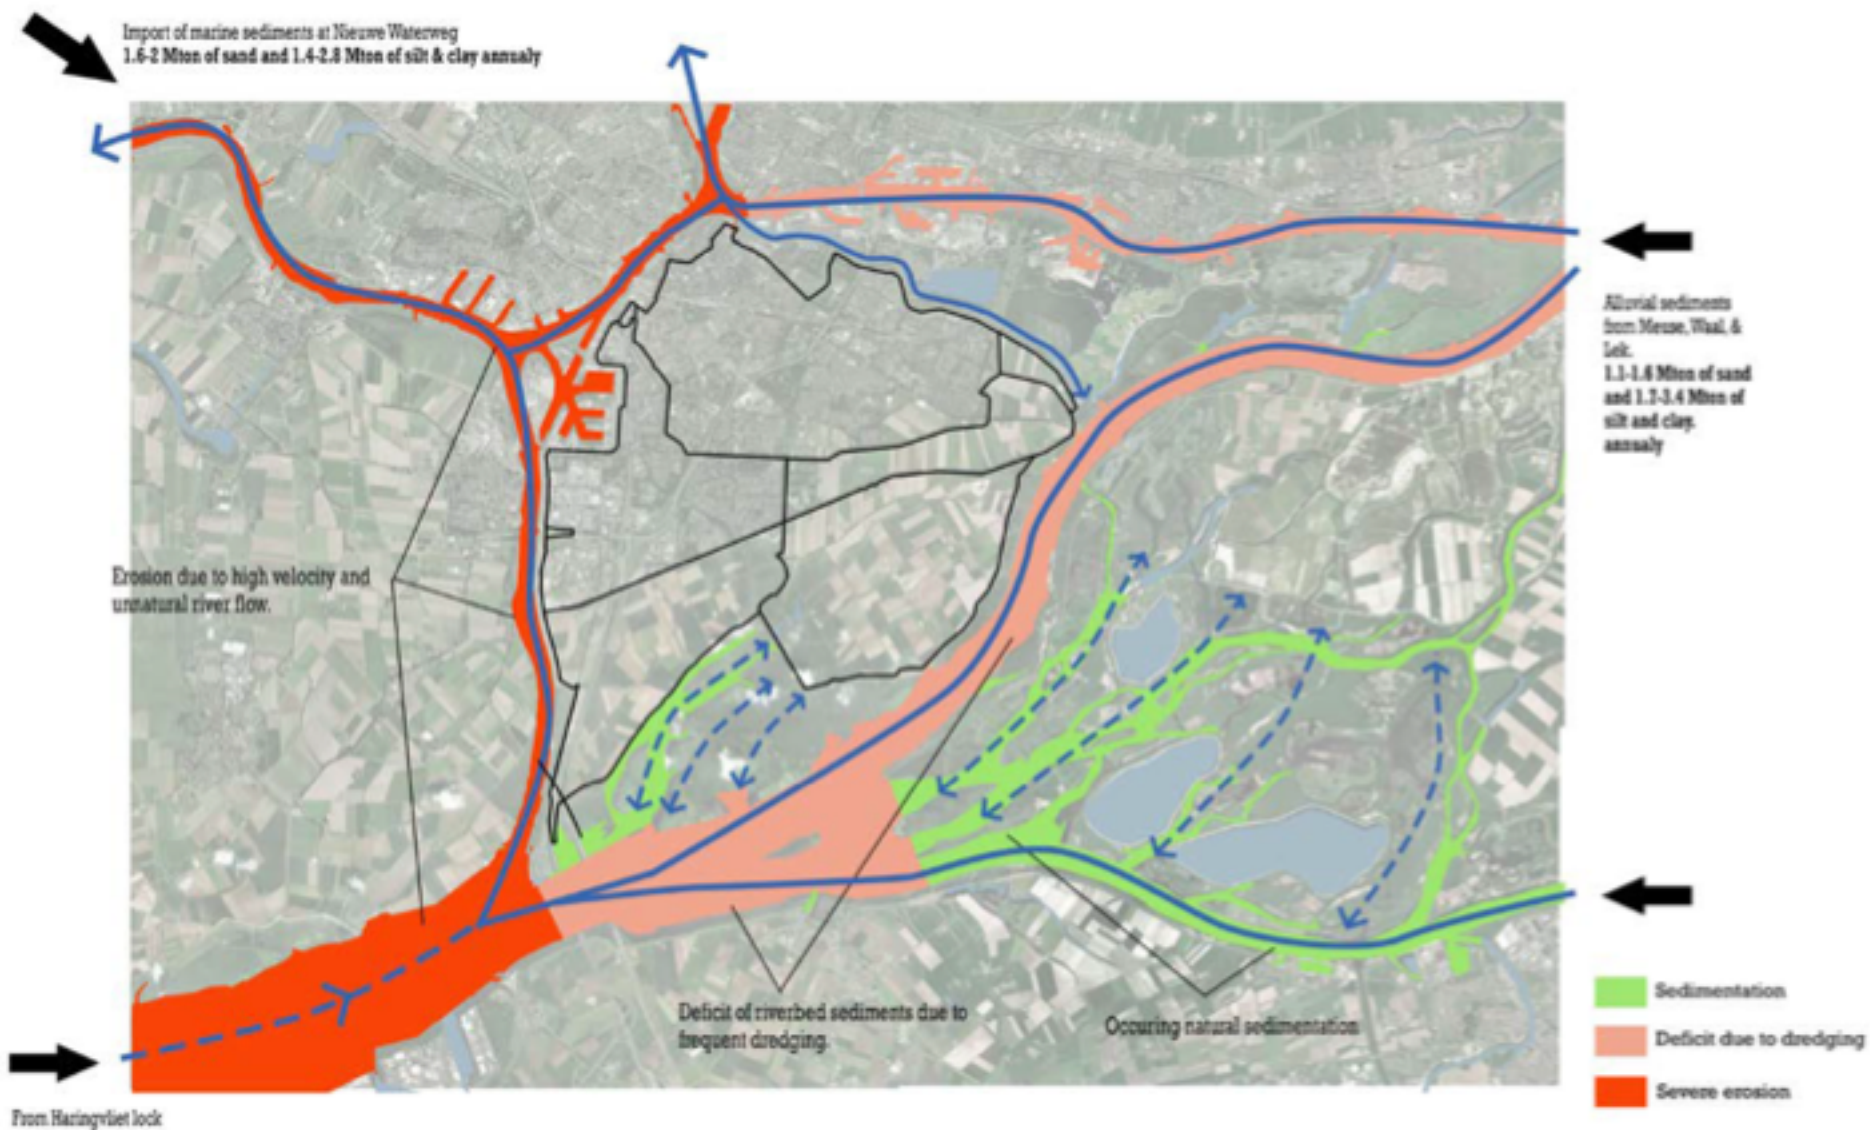 Import of marine sediments at Nieuwe Waterweg
1.6-2 Mton of sand and 1.4-2.8 Mton of silt & clay annualy
Alluvial sediments
from Meuse, Waal, &
Lek.
1.1-1.6 Mton of sand
and 1.7-3.4 Mton of
silt and clay.
annualy
Erosion due to high velocity and
unnatural river flow.
Deficit of riverbed sediments due to
frequent dredging.
Occuring natural sedimentation
Sedimentation
Deficit due to dredging
Severe erosion
From Haringvliet lock